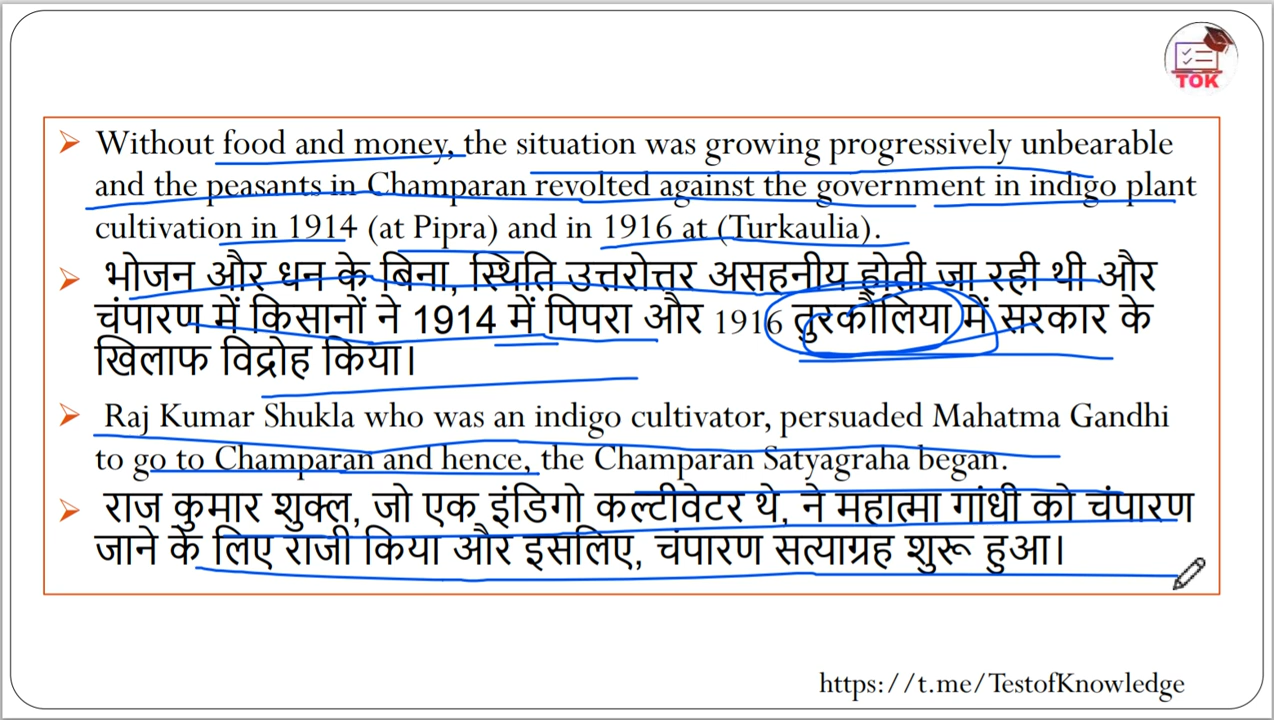 TOK
Without food and money, the situation was growing progressively unbearable
and the peasants in Champaran revolted against the government in indigo plant
cultivation in 1914 (at Pipra) and in 1916 at (Turkaulia).
भोजन और धन के बिना, स्थिति उत्तरोत्तर असहनीय होती जा रही थी और
चंपारण में किसानों ने 1914 में पिपरा और 1916 तुरकौलिया में सरकार के
खिलाफ विद्रोह किया।
Raj Kumar Shukla who was an indigo cultivator, persuaded Mahatma Gandhi
to go to Champaran and hence, the Champaran Satyagraha began.
राज कुमार शुक्ल, जो एक इंडिगो कल्टीवेटर थे, ने महात्मा गांधी को चंपारण
जाने के लिए राजी किया और इसलिए, चंपारण सत्याग्रह शुरू हुआ।
https://t.me/TestofKnowledge